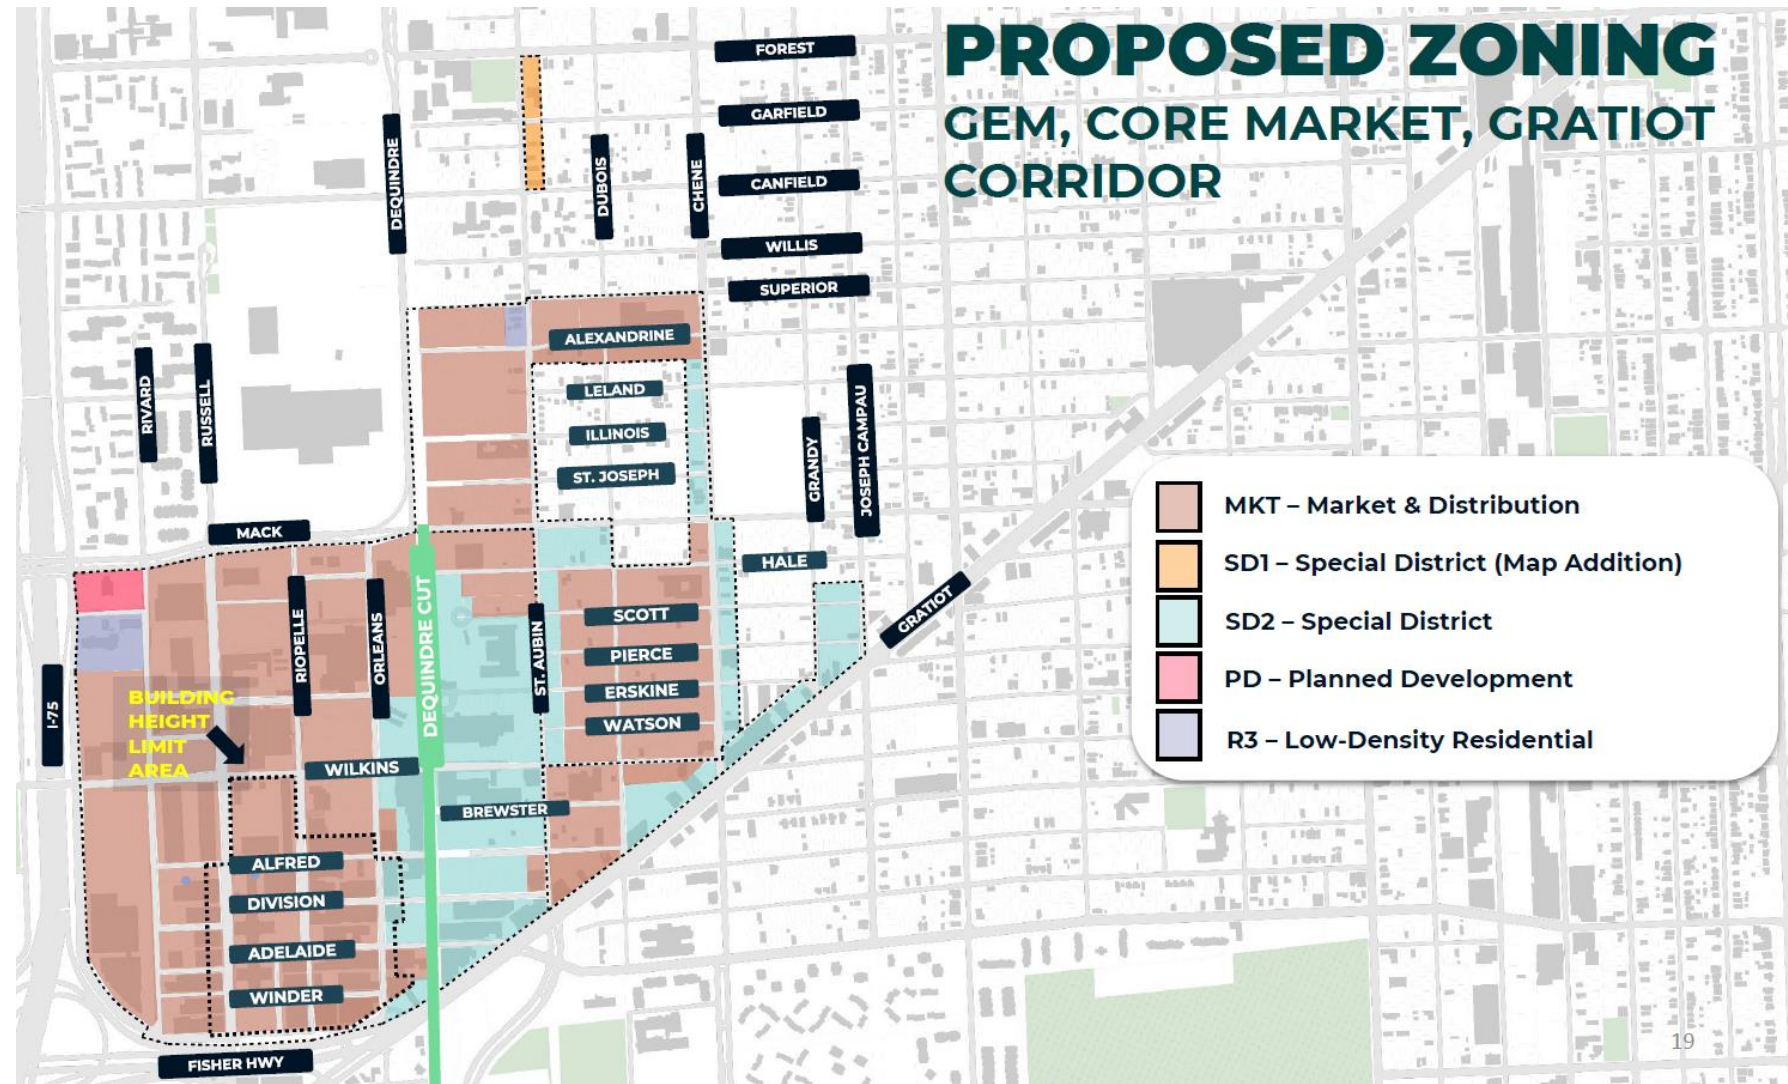 PROPOSED ZONING
GEM, CORE MARKET, GRATIOT
CORRIDOR
FOREST
GARFIELD
CANFIELD
WILLIS
SUPERIOR
DEQUINDRE
DUBOIS
CHENE
ALEXANDRINE
LELAND
ILLINOIS
ST. JOSEPH
RIVARD
RUSSELL
GRANDY
JOSEPH CAMPAU
MACK
HALE
GRATIOT
RIOPELLE
ORLEANS
DEQUINDRE CUT
ST. AUBIN
SCOTT
PIERCE
ERSKINE
WATSON
I-75
BUILDING
HEIGHT
LIMIT
AREA
WILKINS
BREWSTER
ALFRED
DIVISION
ADELAIDE
WINDER
FISHER HWY
MKT – Market & Distribution
SD1 – Special District (Map Addition)
SD2 – Special District
PD – Planned Development
R3 – Low-Density Residential
19